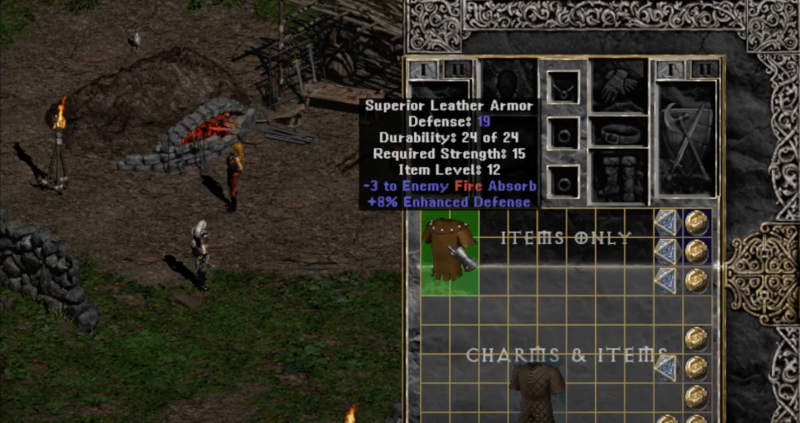 I II
I II
Superior Leather Armor
Defense: 19
Durability: 24 of 24
Required Strength: 15
Item Level: 12
-3 to Enemy Fire Absorb
+8% Enhanced Defense
ITEMS ONLY
CHARMS & ITEMS